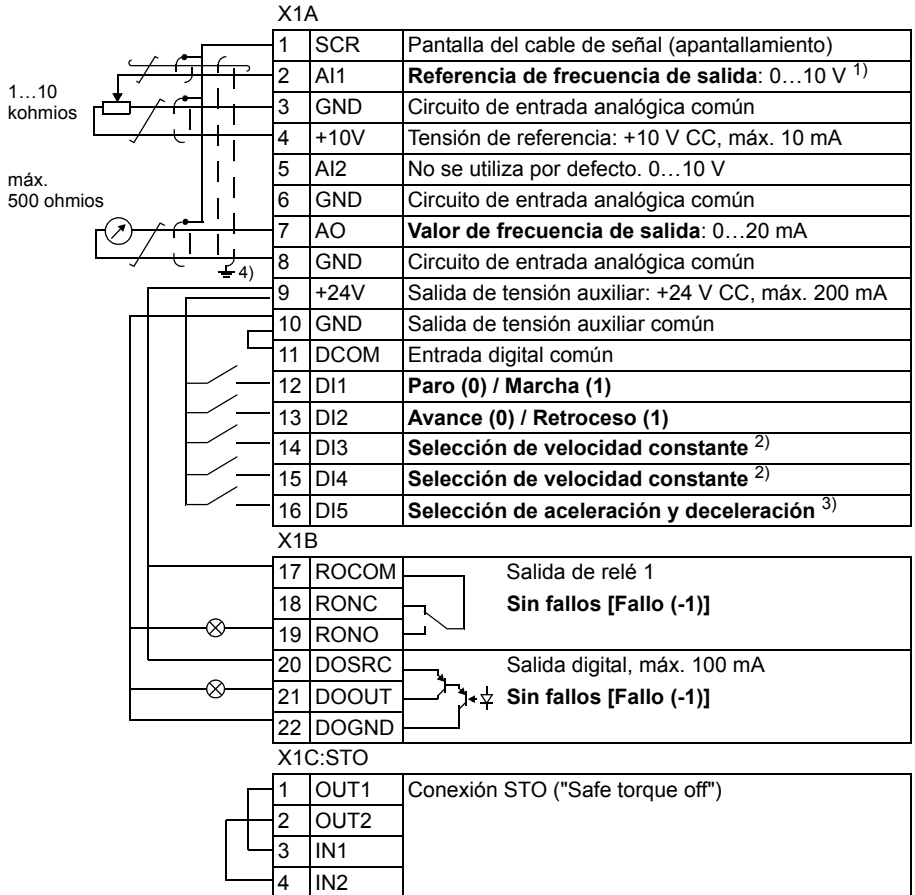 X1A
1 SCR Pantalla del cable de señal (apantallamiento)
2 AI1 Referencia de frecuencia de salida: 0…10 V 1)
1…10
kohmios
3 GND Circuito de entrada analógica común
4 +10V Tensión de referencia: +10 V CC, máx. 10 mA
5 AI2 No se utiliza por defecto. 0…10 V
máx.
500 ohmios
6 GND Circuito de entrada analógica común
7 AO Valor de frecuencia de salida: 0…20 mA
8 GND Circuito de entrada analógica común
4)
9 +24V Salida de tensión auxiliar: +24 V CC, máx. 200 mA
10 GND Salida de tensión auxiliar común
11 DCOM Entrada digital común
12 DI1 Paro (0) / Marcha (1)
13 DI2 Avance (0) / Retroceso (1)
14 DI3 Selección de velocidad constante 2)
15 DI4 Selección de velocidad constante 2)
16 DI5 Selección de aceleración y deceleración 3)
X1B
17 ROCOM Salida de relé 1
18 RONC Sin fallos [Fallo (-1)]
19 RONO
20 DOSRC Salida digital, máx. 100 mA
21 DOOUT Sin fallos [Fallo (-1)]
22 DOGND
X1C:STO
1 OUT1 Conexión STO ("Safe torque off")
2 OUT2
3 IN1
4 IN2